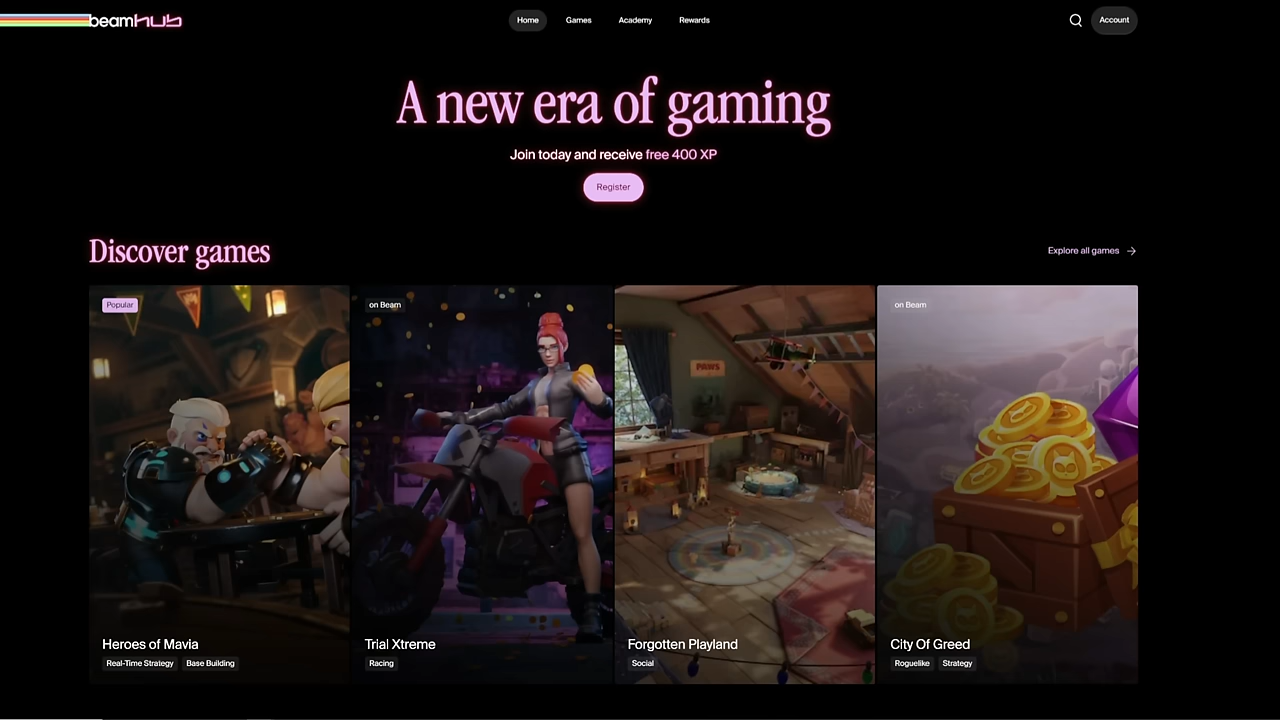 beamhub
Home Games Academy Rewards
Account
A new era of gaming
Join today and receive free 400 XP
Register
Discover games
Explore all games
Popular
on Beam
PAWS
on Beam
Heroes of Mavia
Real-Time Strategy Base Building
Trial Xtreme
Racing
Forgotten Playland
Social
City Of Greed
Roguelike Strategy